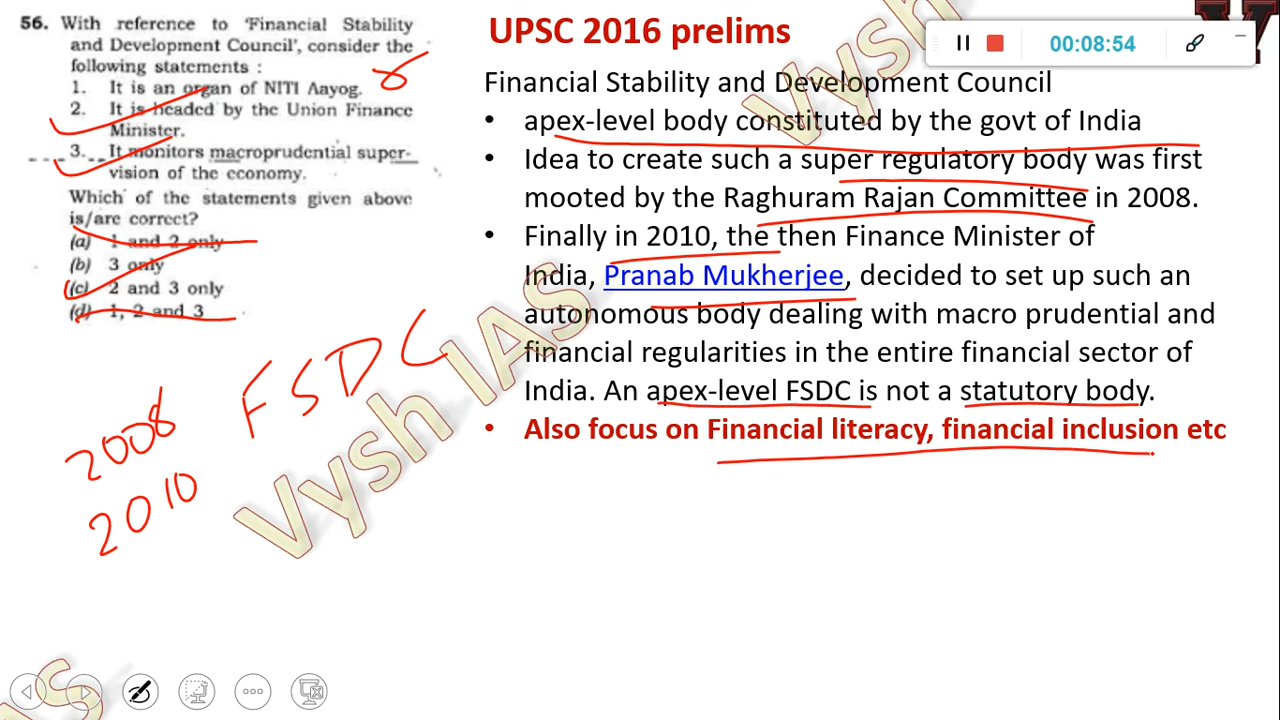 56. With reference to 'Financial Stability
and Development Council', consider the
following statements :
1. It is an organ of NITI Aayog.
2. It is headed by the Union Finance
Minister.
3. It monitors macroprudential super-
vision of the economy.
Which of the statements given above
is/are correct?
(a) 1 and 2 only
(b) 3 only
(c) 2 and 3 only
(d) 1, 2 and 3
2008
2010
FSDC
UPSC 2016 prelims
00:08:54
Financial Stability and Development Council
• apex-level body constituted by the govt of India
• Idea to create such a super regulatory body was first
mooted by the Raghuram Rajan Committee in 2008.
• Finally in 2010, the then Finance Minister of
India, Pranab Mukherjee, decided to set up such an
autonomous body dealing with macro prudential and
financial regularities in the entire financial sector of
India. An apex-level FSDC is not a statutory body.
• Also focus on Financial literacy, financial inclusion etc
Vysh IAS
Vysh
AS